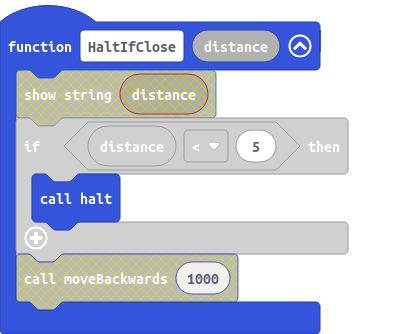 function HaltIfClose distance
show string distance
if distance < 5 then
call halt
call moveBackwards 1000